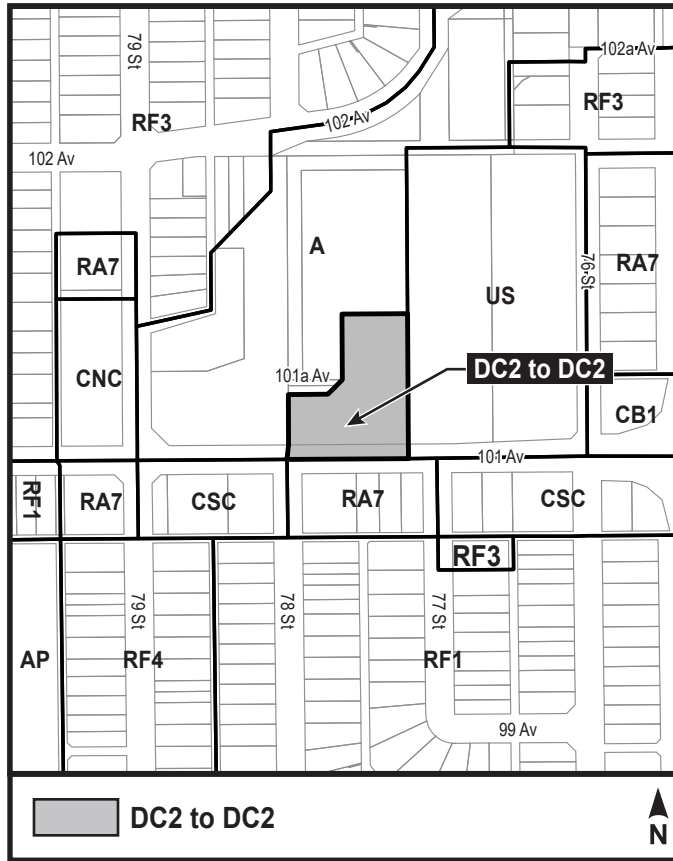 79 St
102a Av
RF3
RF3
102 Av
102 Av
A
RA7
76 St
RA7
US
CNC
101a Av
DC2 to DC2
CB1
101 Av
RF1
RA7
CSC
RA7
CSC
RF3
79 St
78 St
77 St
AP
RF4
RF1
99 Av
DC2 to DC2
N